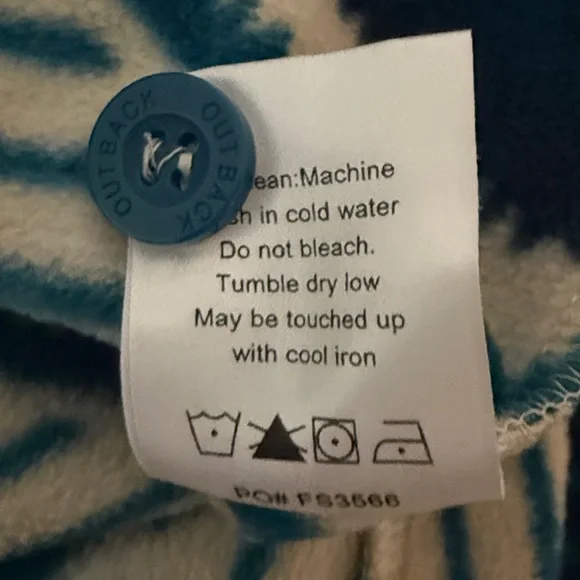 OUTBACK
OUTBACK
ean:Machine
h in cold water
Do not bleach.
Tumble dry low
May be touched up
with cool iron
PO# FS3566